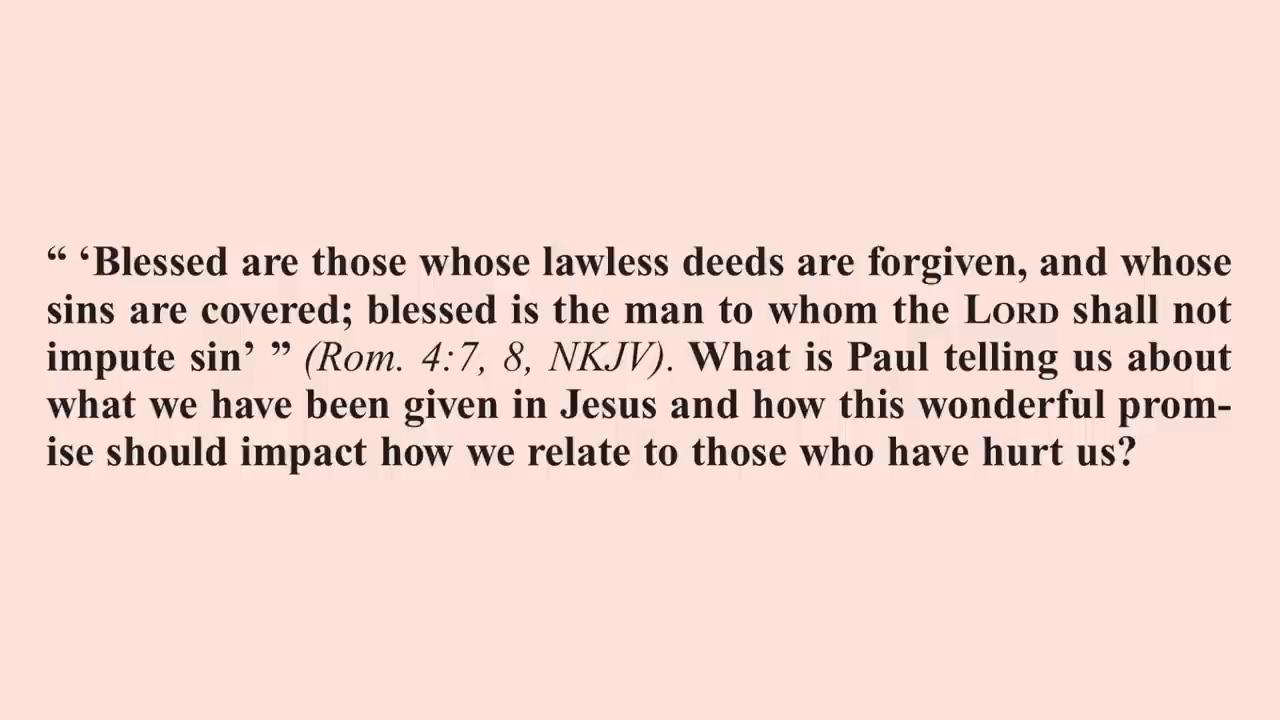 “ ‘Blessed are those whose lawless deeds are forgiven, and whose
sins are covered; blessed is the man to whom the LORD shall not
impute sin’ ” (Rom. 4:7, 8, NKJV). What is Paul telling us about
what we have been given in Jesus and how this wonderful prom-
ise should impact how we relate to those who have hurt us?